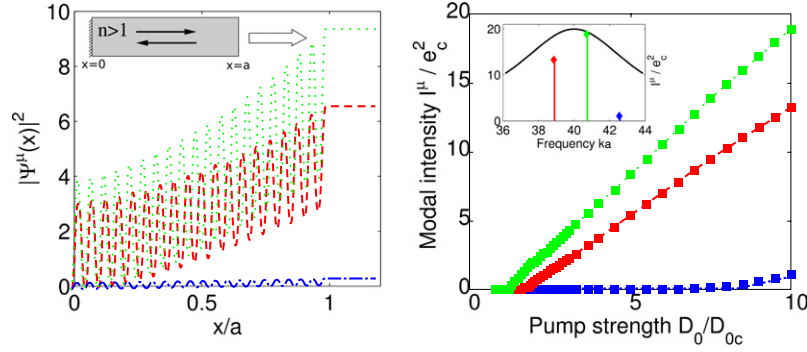 10
8
6
4
2
0
|Ψ^μ(x)|^2
n>1
x=0
x=a
0
0.5
1
x/a
20
15
10
5
0
Modal intensity I^μ / e_c^2
20
10
0
I^μ / e_c^2
36
38
40
42
44
Frequency ka
5
10
Pump strength D_0/D_0c